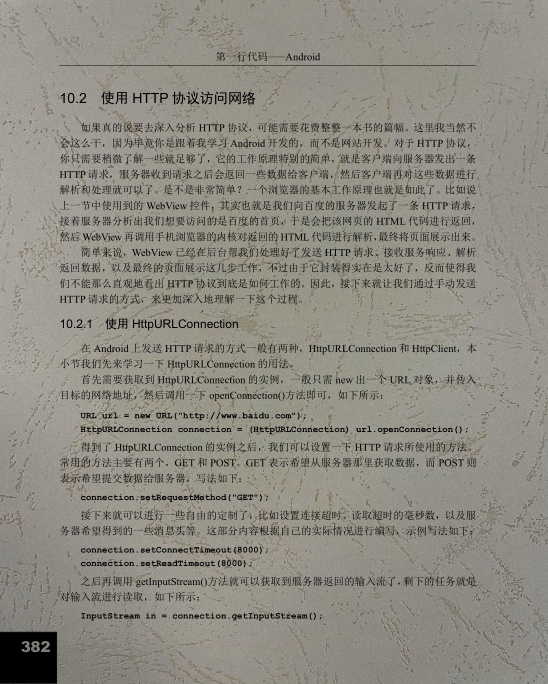 第一行代码——Android
10.2 使用 HTTP 协议访问网络
如果真的说要去深入分析 HTTP 协议，可能需要花费整整一本书的篇幅。这里我当然不
会这么干，因为毕竟你是跟着我学习 Android 开发的，而不是网站开发。对于 HTTP 协议，
你只需要稍微了解一些就足够了，它的工作原理特别的简单，就是客户端向服务器发出一条
HTTP 请求，服务器收到请求之后会返回一些数据给客户端，然后客户端再对这些数据进行
解析和处理就可以了。是不是非常简单？一个浏览器的基本工作原理也就是如此了。比如说
上一节中使用到的 WebView 控件，其实也就是我们向百度的服务器发起了一条 HTTP 请求，
接着服务器分析出我们想要访问的是百度的首页，于是会把该网页的 HTML 代码进行返回，
然后 WebView 再调用手机浏览器的内核对返回的 HTML 代码进行解析，最终将页面展示出来。
简单来说，WebView 已经在后台帮我们处理好了发送 HTTP 请求、接收服务响应、解析
返回数据，以及最终的页面展示这几步工作，不过由于它封装得实在是太好了，反而使得我
们不能那么直观地看出 HTTP 协议到底是如何工作的。因此，接下来就让我们通过手动发送
HTTP 请求的方式，来更加深入地理解一下这个过程。
10.2.1 使用 HttpURLConnection
在 Android 上发送 HTTP 请求的方式一般有两种，HttpURLConnection 和 HttpClient，本
小节我们先来学习一下 HttpURLConnection 的用法。
首先需要获取到 HttpURLConnection 的实例，一般只需 new 出一个 URL 对象，并传入
目标的网络地址，然后调用一下 openConnection()方法即可，如下所示：
URL url = new URL("http://www.baidu.com");
HttpURLConnection connection = (HttpURLConnection) url.openConnection();
得到了 HttpURLConnection 的实例之后，我们可以设置一下 HTTP 请求所使用的方法。
常用的方法主要有两个，GET 和 POST。GET 表示希望从服务器那里获取数据，而 POST 则
表示希望提交数据给服务器。写法如下：
connection.setRequestMethod("GET");
接下来就可以进行一些自由的定制了，比如设置连接超时、读取超时的毫秒数，以及服
务器希望得到的一些消息头等。这部分内容根据自己的实际情况进行编写，示例写法如下：
connection.setConnectTimeout(8000);
connection.setReadTimeout(8000);
之后再调用 getInputStream()方法就可以获取到服务器返回的输入流了，剩下的任务就是
对输入流进行读取，如下所示：
InputStream in = connection.getInputStream();
382